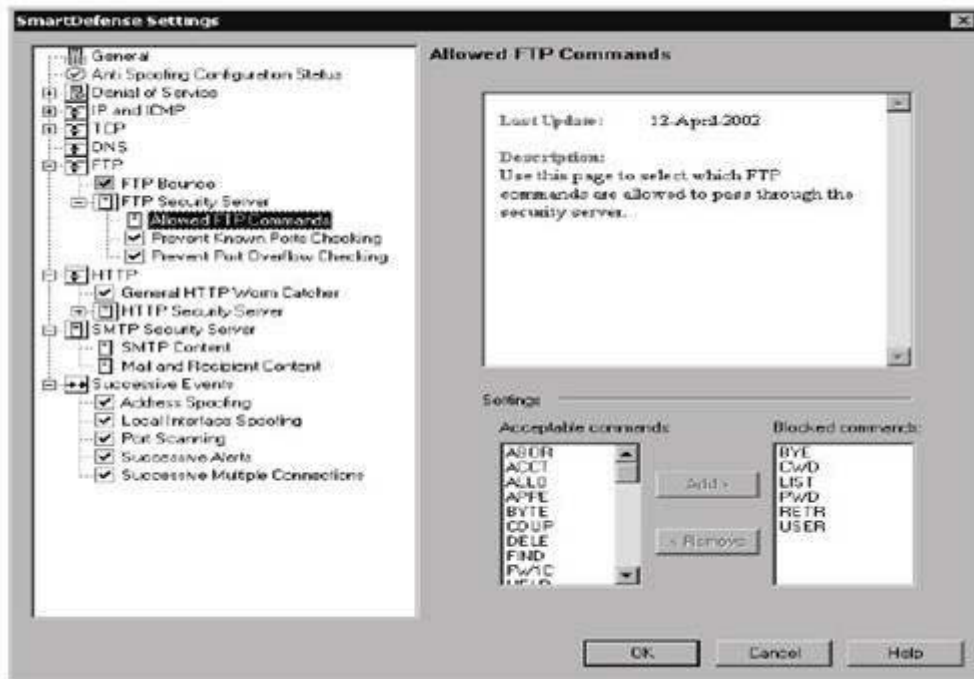 SmartDefense Settings
General
Anti Spoofing Configuration Status
Denial of Service
IP and ICMP
TCP
DNS
FTP
FTP Bounce
FTP Security Server
Allowed FTP Commands
Prevent Known Ports Checking
Prevent Port Overflow Checking
HTTP
General HTTP Worm Catcher
HTTP Security Server
SMTP Security Server
SMTP Content
Mail and Recipient Content
Successive Events
Address Spoofing
Local Interface Spoofing
Port Scanning
Successive Alerts
Successive Multiple Connections
Allowed FTP Commands
Last Update: 12-April-2002
Description:
Use this page to select which FTP
commands are allowed to pass through the
security server.
Settings
Acceptable commands
ABOR
ACCT
ALLO
APPE
BYTE
COUP
DELE
FIND
Add >
< Remove
Blocked commands:
BYE
CWD
LIST
PWD
RETR
USER
OK
Cancel
Help